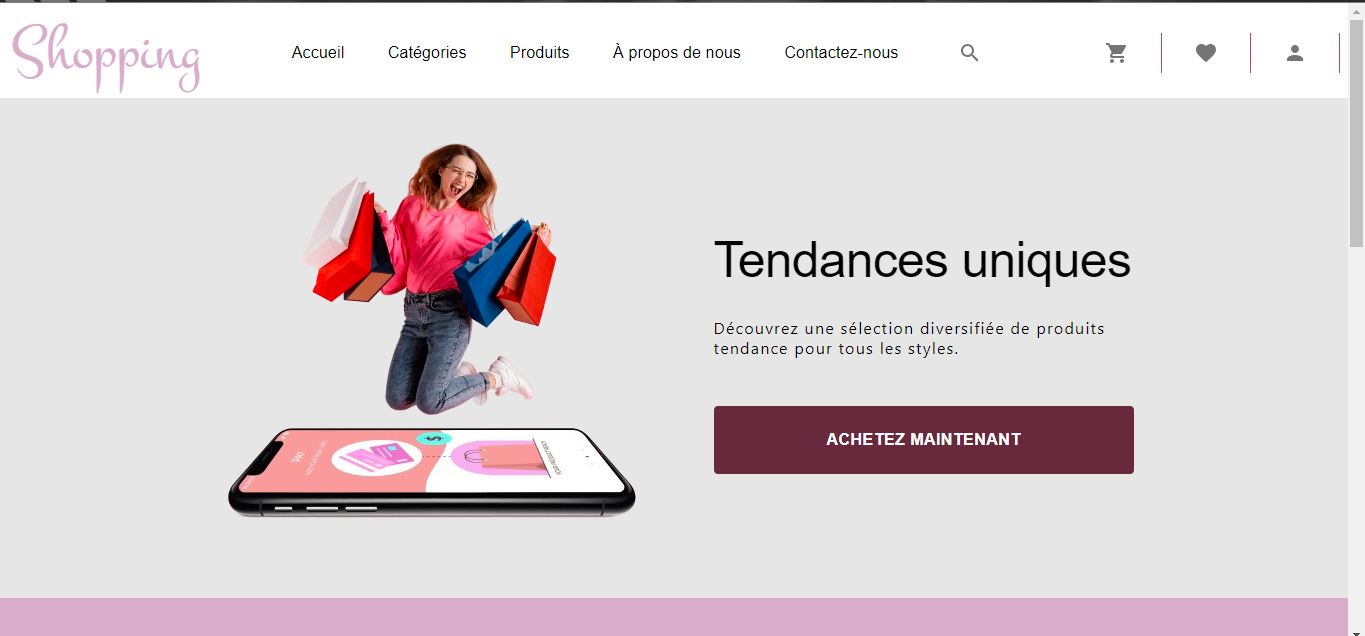 Shopping
Accueil
Catégories
Produits
À propos de nous
Contactez-nous
Tendances uniques
Découvrez une sélection diversifiée de produits
tendance pour tous les styles.
ACHETEZ MAINTENANT
PAY
$